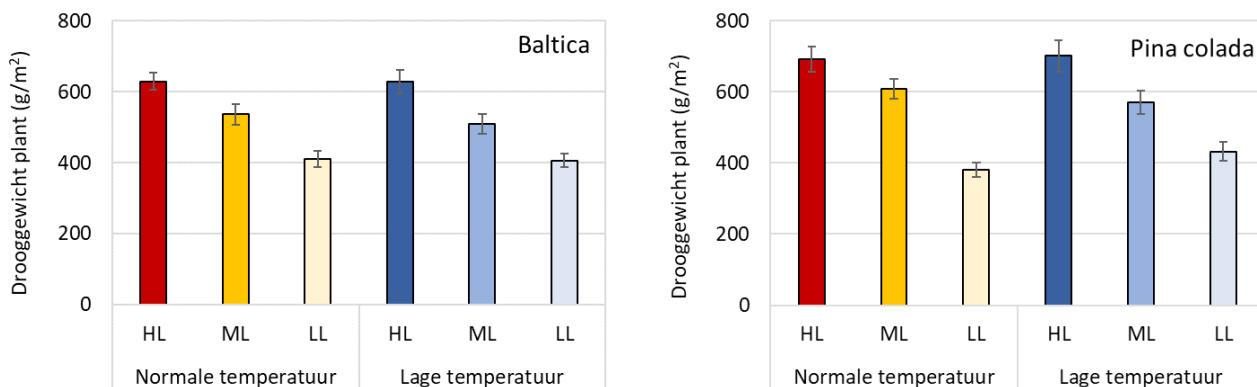 Baltica
Drooggewicht plant (g/m²)
800
600
400
200
0
HL ML LL HL ML LL
Normale temperatuur Lage temperatuur
Pina colada
Drooggewicht plant (g/m²)
800
600
400
200
0
HL ML LL HL ML LL
Normale temperatuur Lage temperatuur